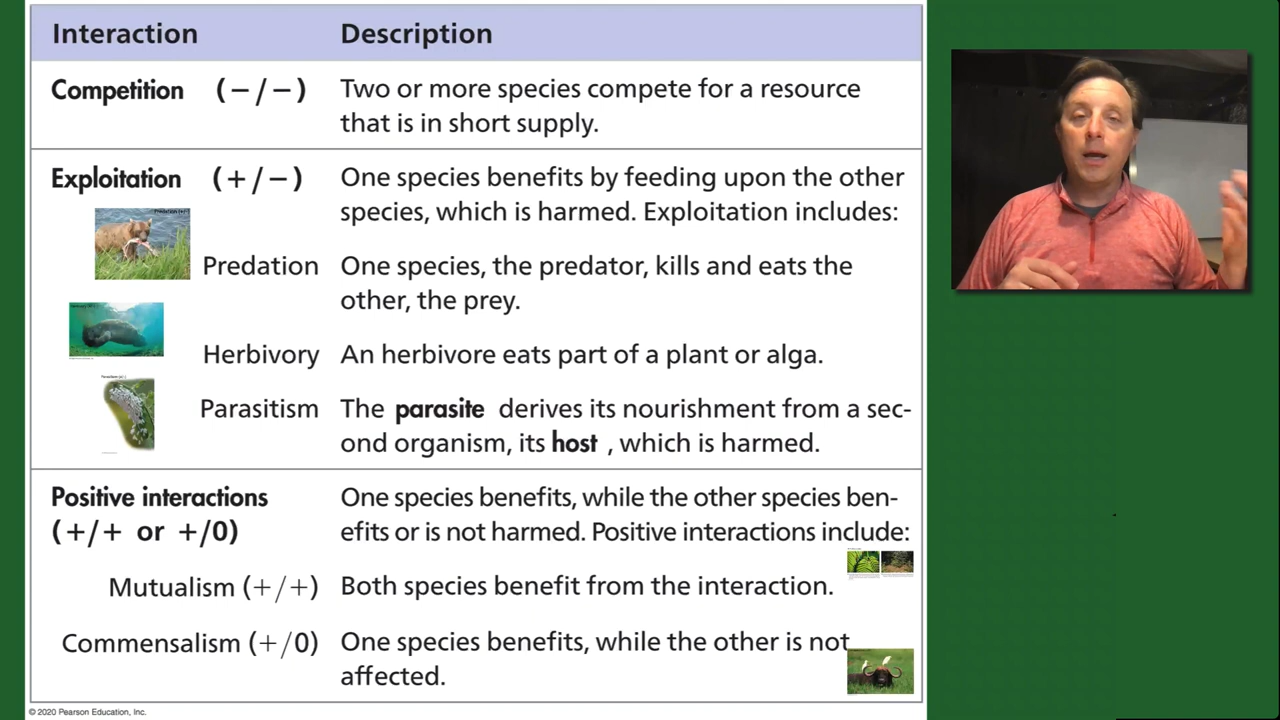 Interaction Description
Competition (−/−) Two or more species compete for a resource
that is in short supply.
Exploitation (+/−) One species benefits by feeding upon the other
species, which is harmed. Exploitation includes:
Predation One species, the predator, kills and eats the
other, the prey.
Herbivory An herbivore eats part of a plant or alga.
Parasitism The parasite derives its nourishment from a sec-
ond organism, its host , which is harmed.
Positive interactions One species benefits, while the other species ben-
(+/+ or +/0) efits or is not harmed. Positive interactions include:
Mutualism (+/+) Both species benefit from the interaction.
Commensalism (+/0) One species benefits, while the other is not
affected.
© 2020 Pearson Education, Inc.